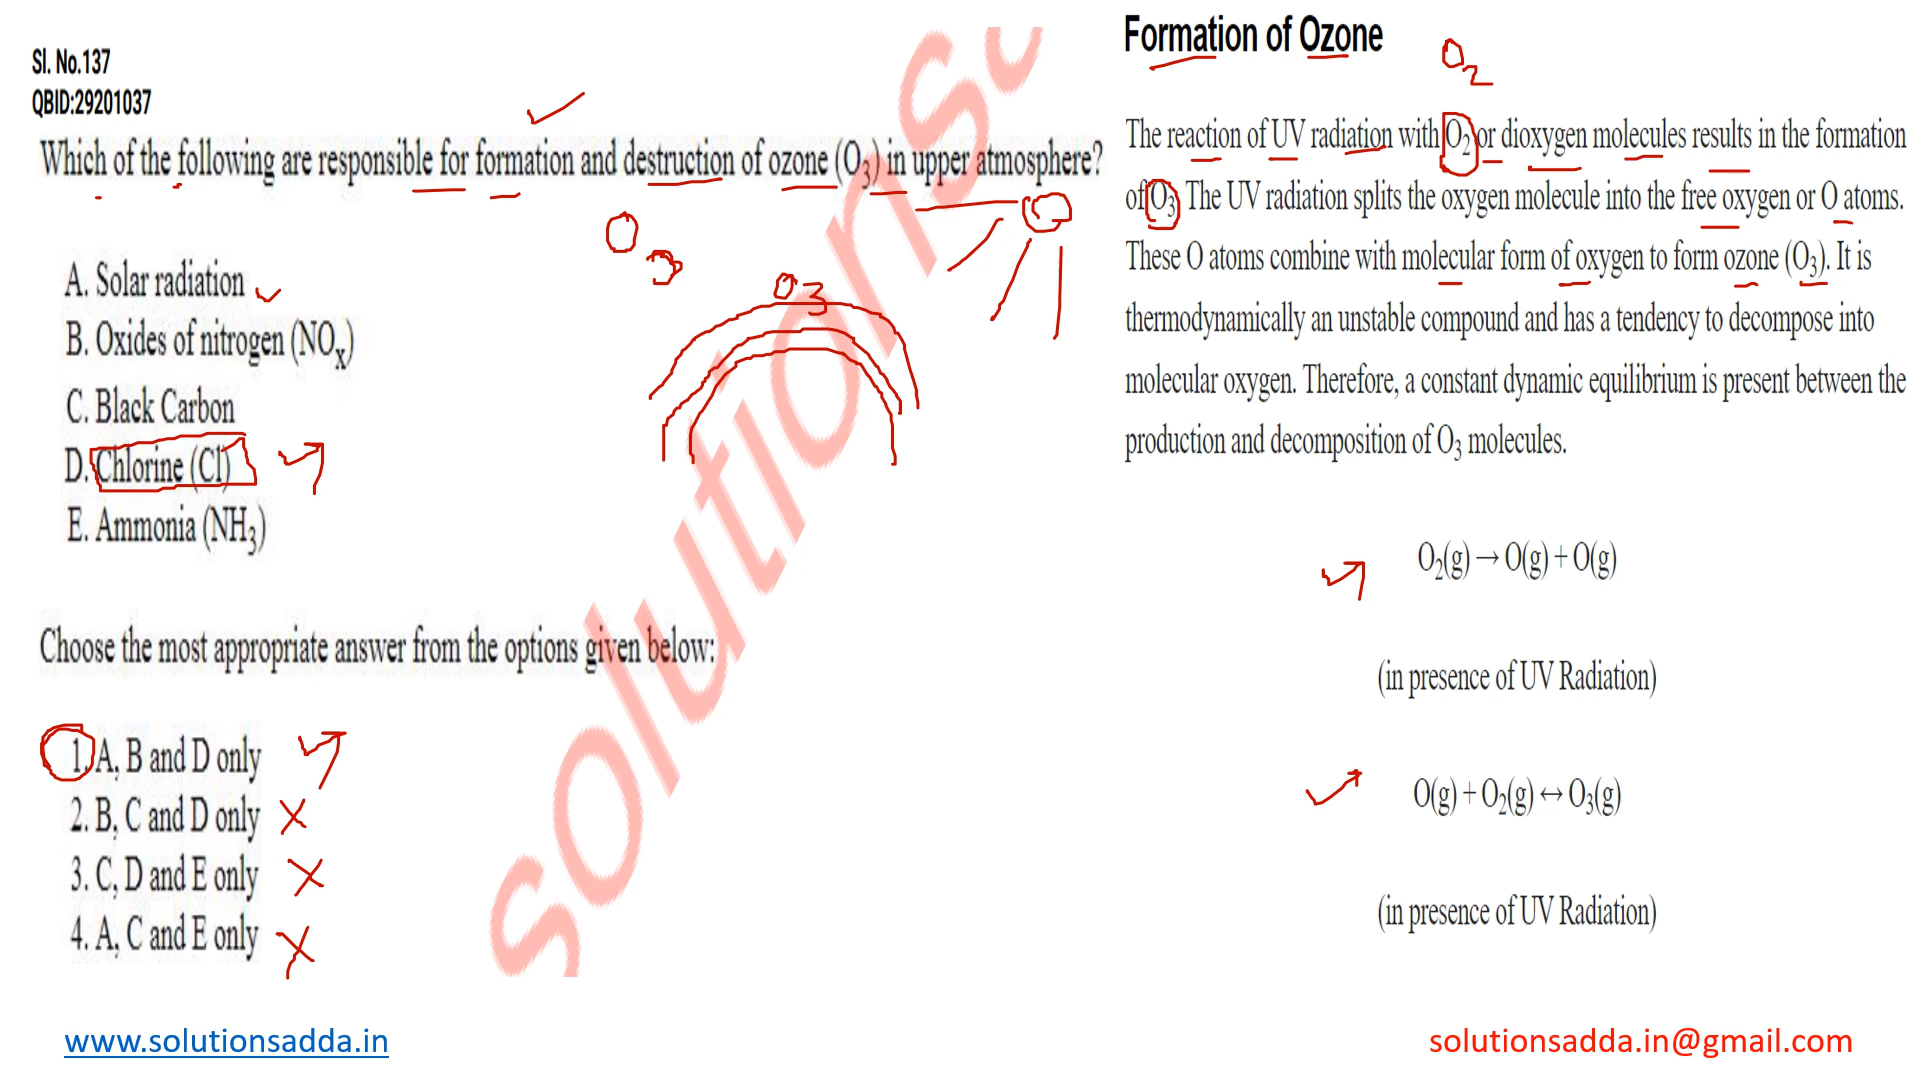 Sl. No.137
QBID:29201037
Which of the following are responsible for formation and destruction of ozone (O₃) in upper atmosphere?
O
3
O3
A. Solar radiation
B. Oxides of nitrogen (NOₓ)
C. Black Carbon
D. Chlorine (Cl)
E. Ammonia (NH₃)
Choose the most appropriate answer from the options given below:
1. A, B and D only
2. B, C and D only
3. C, D and E only
4. A, C and E only
www.solutionsadda.in
solutions
Formation of Ozone
O2
The reaction of UV radiation with O₂ or dioxygen molecules results in the formation
of O₃. The UV radiation splits the oxygen molecule into the free oxygen or O atoms.
These O atoms combine with molecular form of oxygen to form ozone (O₃). It is
thermodynamically an unstable compound and has a tendency to decompose into
molecular oxygen. Therefore, a constant dynamic equilibrium is present between the
production and decomposition of O₃ molecules.
O₂(g) → O(g) + O(g)
(in presence of UV Radiation)
O(g) + O₂(g) ↔ O₃(g)
(in presence of UV Radiation)
solutionsadda.in@gmail.com